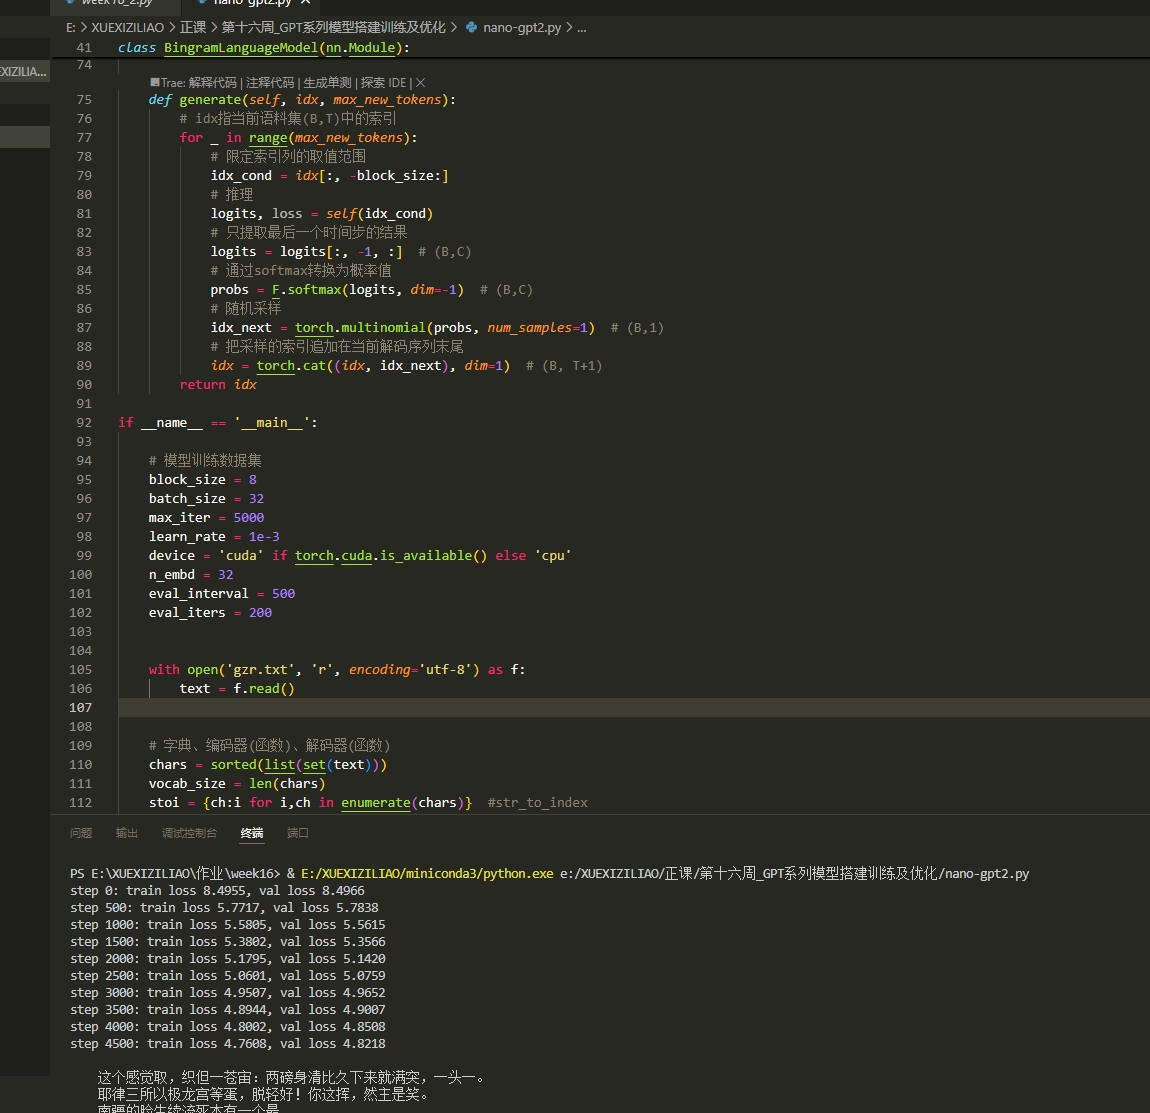 week16_2.py nano-gpt2.py ×
E: > XUEXIZILIAO > 正课 > 第十六周_GPT系列模型搭建训练及优化 > nano-gpt2.py > ...
41 class BingramLanguageModel(nn.Module):
XIZILIA...
74
Trae: 解释代码 | 注释代码 | 生成单测 | 探索 IDE | ×
75 def generate(self, idx, max_new_tokens):
76 # idx指当前语料集(B,T)中的索引
77 for _ in range(max_new_tokens):
78 # 限定索引列的取值范围
79 idx_cond = idx[:, -block_size:]
80 # 推理
81 logits, loss = self(idx_cond)
82 # 只提取最后一个时间步的结果
83 logits = logits[:, -1, :]  # (B,C)
84 # 通过softmax转换为概率值
85 probs = F.softmax(logits, dim=-1)  # (B,C)
86 # 随机采样
87 idx_next = torch.multinomial(probs, num_samples=1)  # (B,1)
88 # 把采样的索引追加在当前解码序列末尾
89 idx = torch.cat((idx, idx_next), dim=1)  # (B, T+1)
90 return idx
91
92 if __name__ == '__main__':
93
94 # 模型训练数据集
95 block_size = 8
96 batch_size = 32
97 max_iter = 5000
98 learn_rate = 1e-3
99 device = 'cuda' if torch.cuda.is_available() else 'cpu'
100 n_embd = 32
101 eval_interval = 500
102 eval_iters = 200
103
104
105 with open('gzr.txt', 'r', encoding='utf-8') as f:
106 text = f.read()
107
108
109 # 字典、编码器(函数)、解码器(函数)
110 chars = sorted(list(set(text)))
111 vocab_size = len(chars)
112 stoi = {ch:i for i,ch in enumerate(chars)}  #str_to_index
问题 输出 调试控制台 终端 端口
PS E:\XUEXIZILIAO\作业\week16> & E:/XUEXIZILIAO/miniconda3/python.exe e:/XUEXIZILIAO/正课/第十六周_GPT系列模型搭建训练及优化/nano-gpt2.py
step 0: train loss 8.4955, val loss 8.4966
step 500: train loss 5.7717, val loss 5.7838
step 1000: train loss 5.5805, val loss 5.5615
step 1500: train loss 5.3802, val loss 5.3566
step 2000: train loss 5.1795, val loss 5.1420
step 2500: train loss 5.0601, val loss 5.0759
step 3000: train loss 4.9507, val loss 4.9652
step 3500: train loss 4.8944, val loss 4.9007
step 4000: train loss 4.8002, val loss 4.8508
step 4500: train loss 4.7608, val loss 4.8218
这个感觉取，织但一苍宙：两磅身清比久下来就满突，一头一。
耶律三所以极龙宫等蛋，脱轻好！你这挥，然主是笑。
南疆的脸生续流死本有一个最